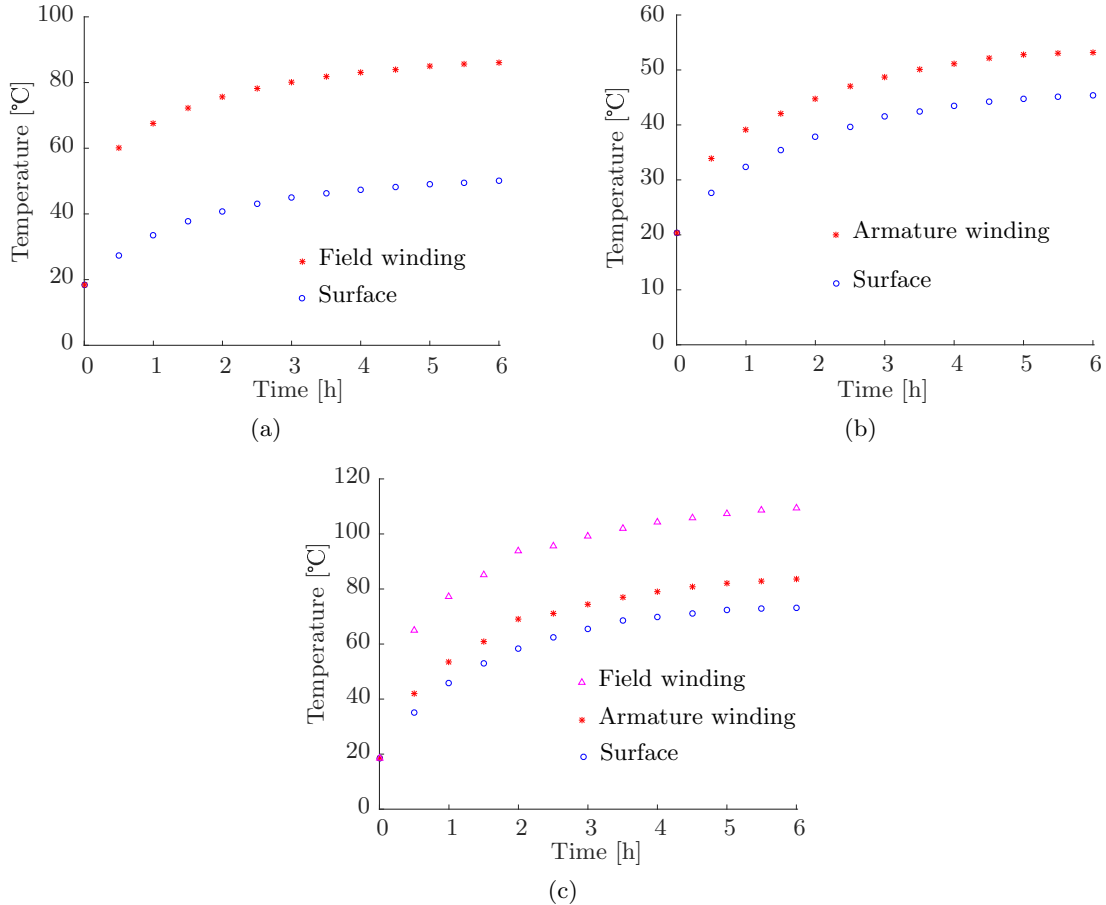 100
80
60
40
20
0
Temperature [℃]
0 1 2 3 4 5 6
Time [h]
Field winding
Surface
(a)
60
50
40
30
20
10
0
Temperature [℃]
0 1 2 3 4 5 6
Time [h]
Armature winding
Surface
(b)
120
100
80
60
40
20
0
Temperature [℃]
0 1 2 3 4 5 6
Time [h]
Field winding
Armature winding
Surface
(c)